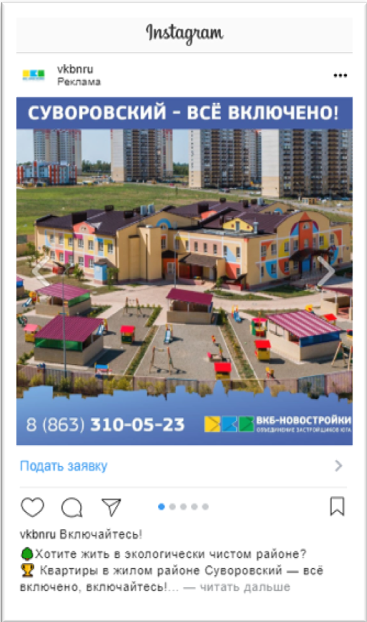 Instagram
vkbnru
Реклама
СУВОРОВСКИЙ - ВСЁ ВКЛЮЧЕНО!
8 (863) 310-05-23
ВКБ-НОВОСТРОЙКИ
ОБЪЕДИНЕНИЕ ЗАСТРОЙЩИКОВ ЮГА
Подать заявку
vkbnru Включайтесь!
🌳Хотите жить в экологически чистом районе?
🏆 Квартиры в жилом районе Суворовский — всё
включено, включайтесь!... — читать дальше